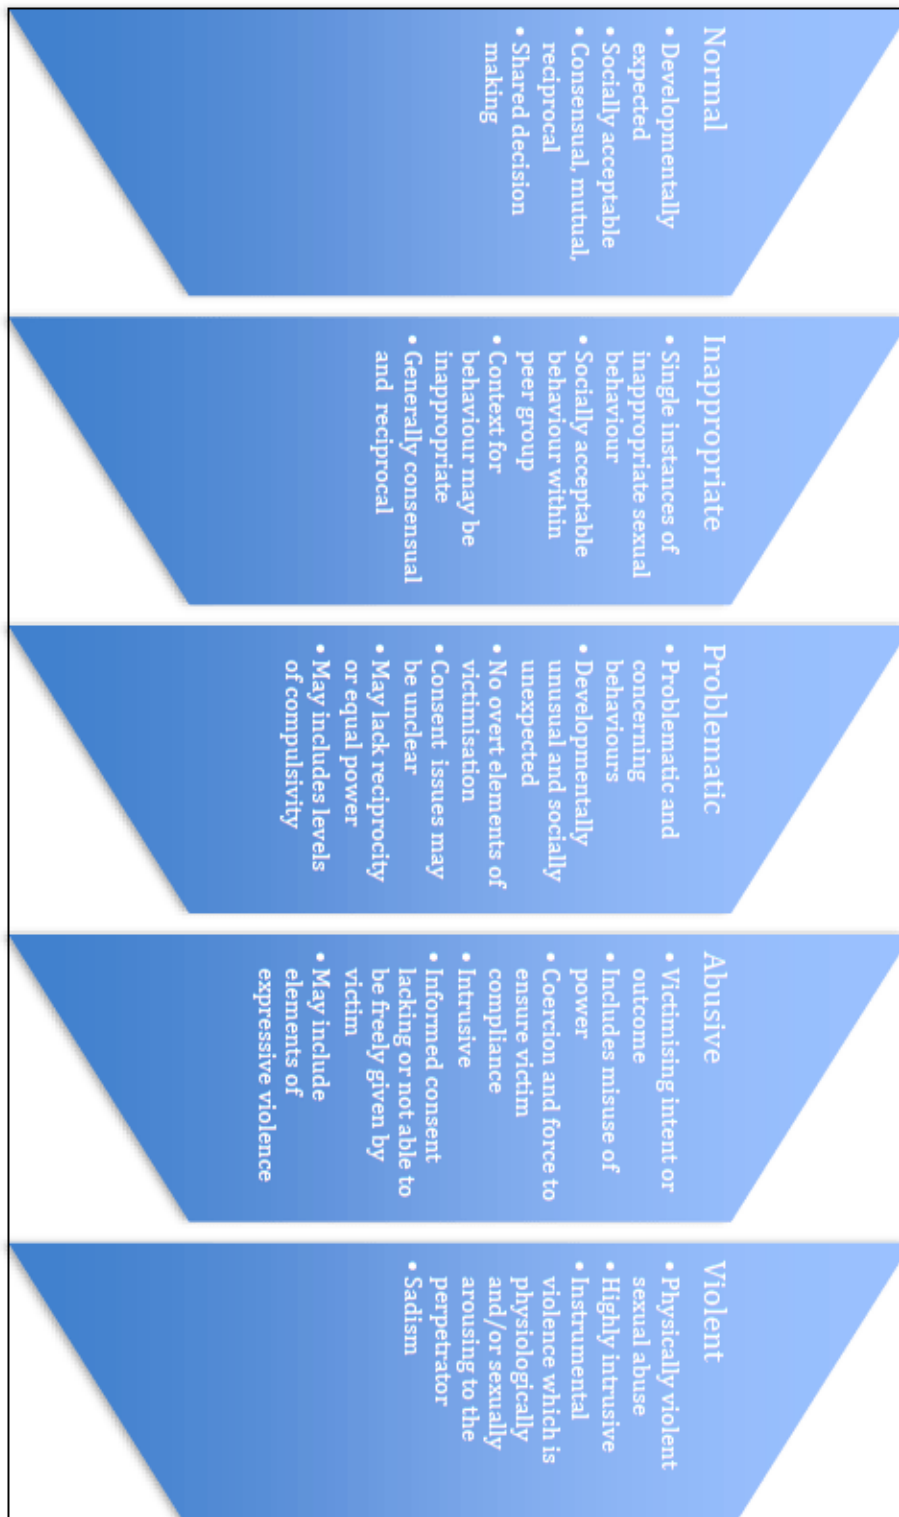 Normal
• Developmentally
expected
• Socially acceptable
• Consensual, mutual,
reciprocal
• Shared decision
making
Inappropriate
• Single instances of
inappropriate sexual
behaviour
• Socially acceptable
behaviour within
peer group
• Context for
behaviour may be
inappropriate
• Generally consensual
and reciprocal
Problematic
• Problematic and
concerning
behaviours
• Developmentally
unusual and socially
unexpected
• No overt elements of
victimisation
• Consent issues may
be unclear
• May lack reciprocity
or equal power
• May includes levels
of compulsivity
Abusive
• Victimising intent or
outcome
• Includes misuse of
power
• Coercion and force to
ensure victim
compliance
• Intrusive
• Informed consent
lacking or not able to
be freely given by
victim
• May include
elements of
expressive violence
Violent
• Physically violent
sexual abuse
• Highly intrusive
• Instrumental
violence which is
physiologically
and/or sexually
arousing to the
perpetrator
• Sadism